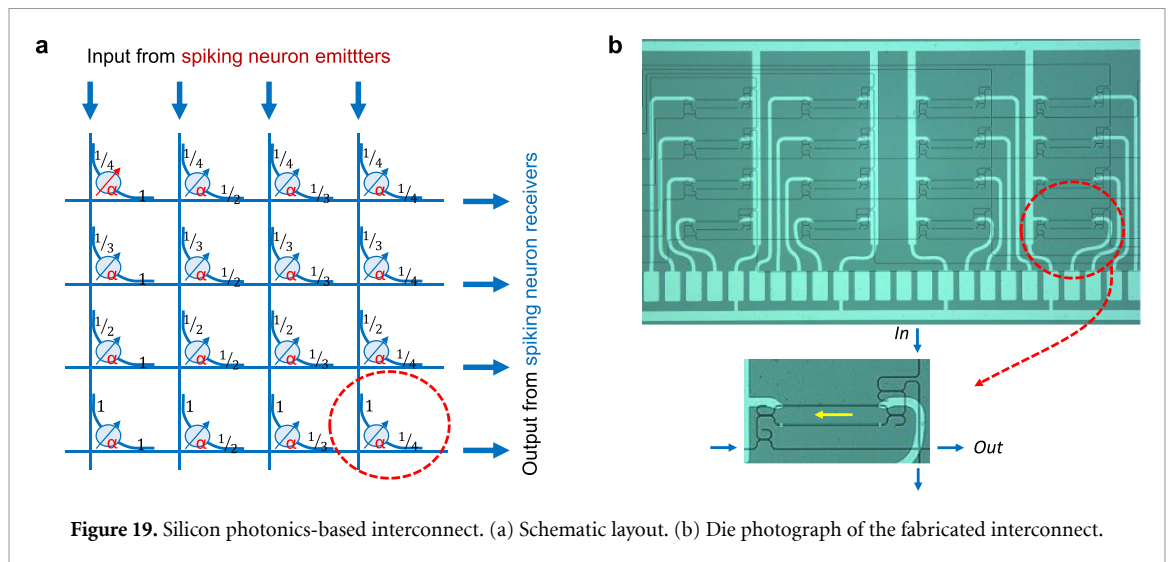 a
Input from spiking neuron emittters
1/4 α 1 1/4 α 1/2 1/4 α 1/3 1/4 α 1/4
1/3 α 1 1/3 α 1/2 1/3 α 1/3 1/3 α 1/4
1/2 α 1 1/2 α 1/2 1/2 α 1/3 1/2 α 1/4
1 α 1 1 α 1/2 1 α 1/3 1 α 1/4
Output from spiking neuron receivers
b
In
Out
Figure 19. Silicon photonics-based interconnect. (a) Schematic layout. (b) Die photograph of the fabricated interconnect.